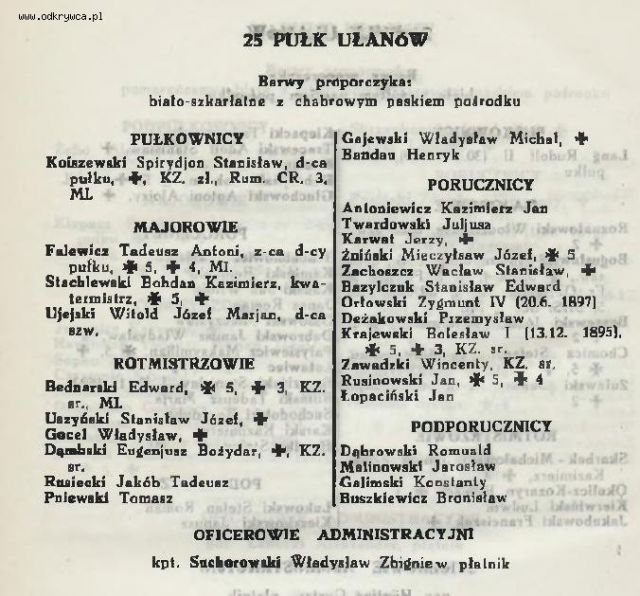 www.odkrywca.pl
25 PUŁK UŁANÓW
Barwy proporczyka:
biało-szkarłatne z chabrowym paskiem pośrodku
PUŁKOWNICY
Koiszewski Spirydjon Stanisław, d-ca
pułku, ✠, KZ. zł., Rum. CR. 3,
MI.
MAJOROWIE
Falewicz Tadeusz Antoni, z-ca d-cy
pułku, ✠ 5, ✚ 4, MI.
Stachlewski Bohdan Kazimierz, kwa-
termistrz, ✠ 5, ✚
Ujejski Witold Józef Marjan, d-ca
szw.
ROTMISTRZOWIE
Bednarski Edward, ✠ 5, ✚ 3, KZ.
sr., MI.
Uszyński Stanisław Józef, ✚
Gocel Władysław, ✚
Dąmbski Eugenjusz Bożydar, ✚, KZ.
sr.
Rusiecki Jakób Tadeusz
Pniewski Tomasz
Gajewski Władysław Michał, ✚
Bandau Henryk
PORUCZNICY
Antoniewicz Kazimierz Jan
Twardowski Juljusz
Karwat Jerzy, ✚
Żniński Mieczyłsaw Józef, ✠ 5
Zachoszcz Wacław Stanisław, ✚
Bazylczuk Stanisław Edward
Orłowski Zygmunt IV (20.6. 1897)
Deżakowski Przemysław
Krajewski Bolesław I (13.12. 1895),
✠ 5, ✚ 3, KZ. sr.
Zawadzki Wincenty, KZ. sr.
Rusinowski Jan, ✠ 5, ✚ 4
Łopaciński Jan
PODPORUCZNICY
Dąbrowski Romuald
Malinowski Jarosław
Galimski Konstanty
Buszkiewicz Bronisław
OFICEROWIE ADMINISTRACYJNI
kpt. Suchorowski Władysław Zbigniew płatnik